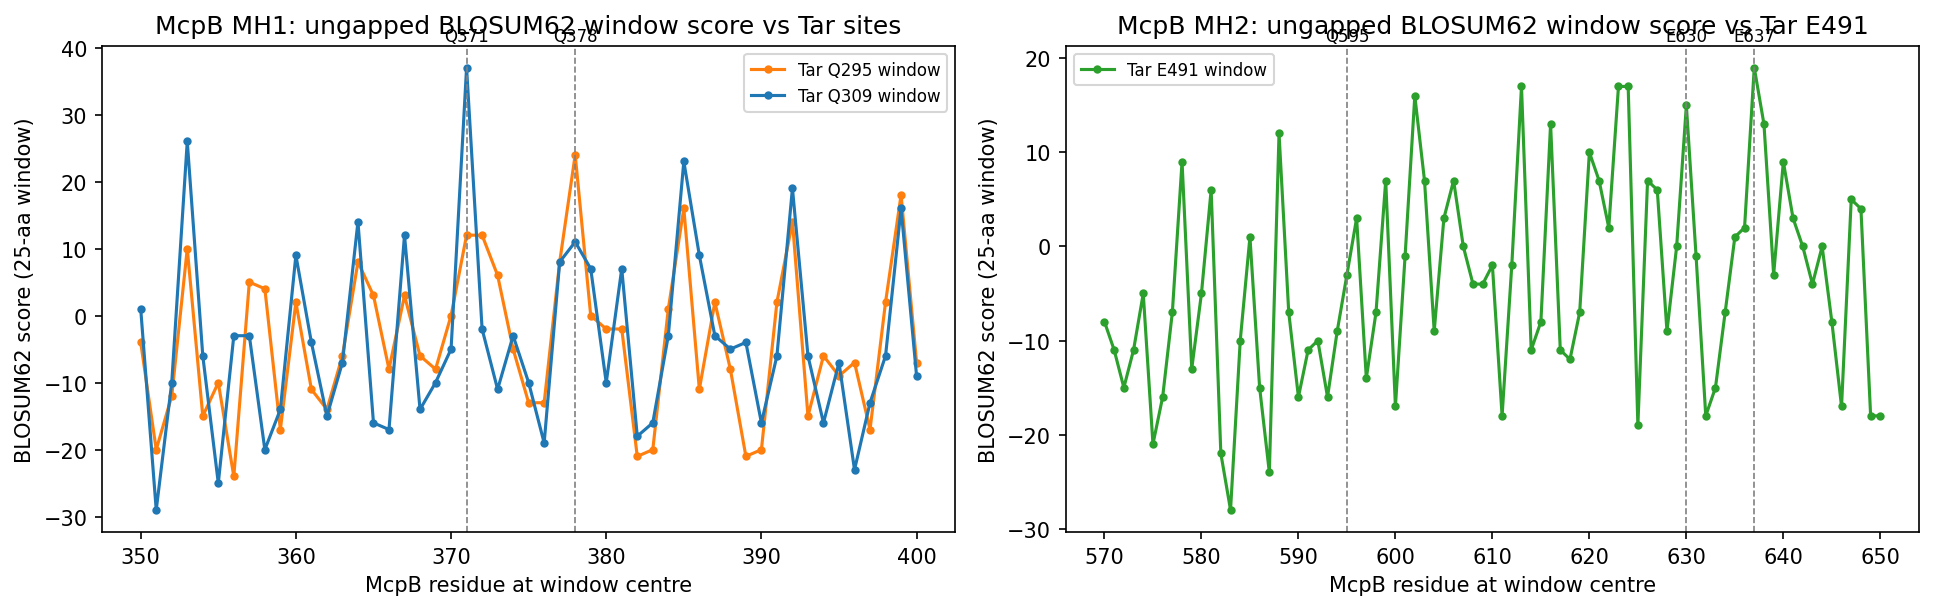 McpB MH1: ungapped BLOSUM62 window score vs Tar sites
Q371
Q378
Tar Q295 window
Tar Q309 window
40
30
20
10
0
−10
−20
−30
BLOSUM62 score (25-aa window)
350
360
370
380
390
400
McpB residue at window centre
McpB MH2: ungapped BLOSUM62 window score vs Tar E491
Q595
E630
E637
Tar E491 window
20
10
0
−10
−20
−30
BLOSUM62 score (25-aa window)
570
580
590
600
610
620
630
640
650
McpB residue at window centre